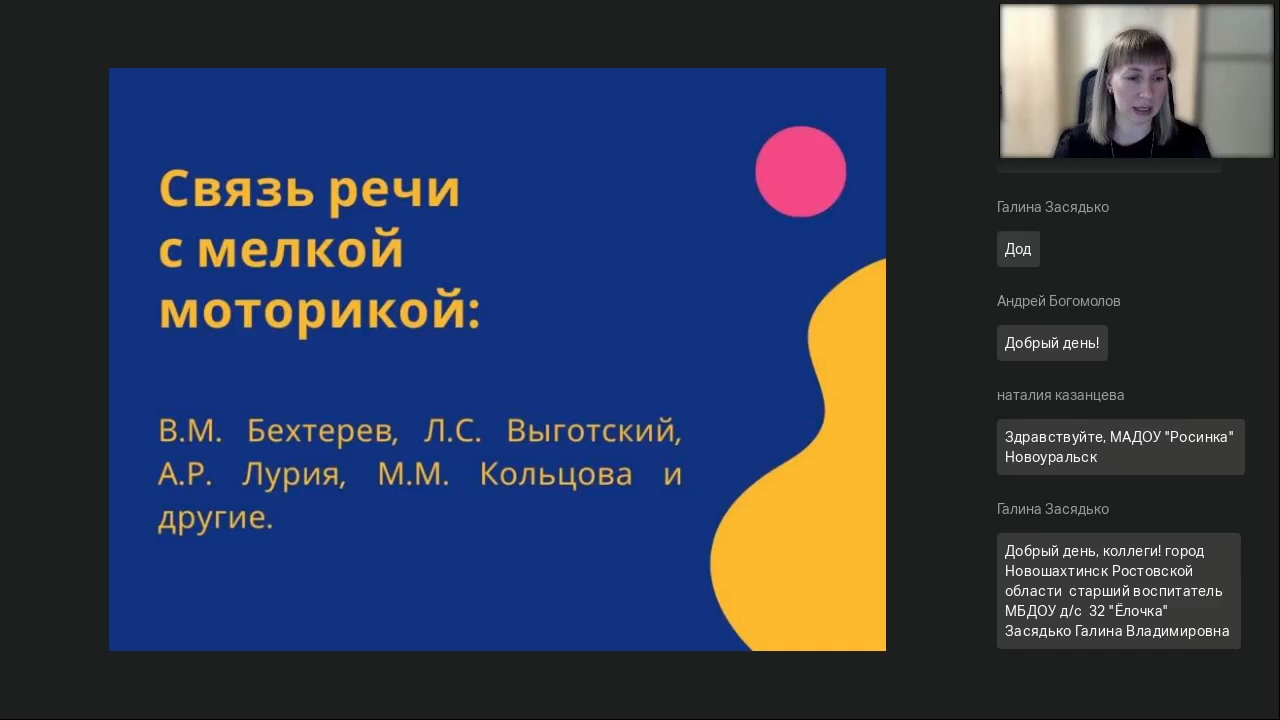 Связь речи
с мелкой
моторикой:
В.М. Бехтерев, Л.С. Выготский,
А.Р. Лурия, М.М. Кольцова и
другие.
Галина Засядько
Дод
Андрей Богомолов
Добрый день!
наталия казанцева
Здравствуйте, МАДОУ "Росинка"
Новоуральск
Галина Засядько
Добрый день, коллеги! город
Новошахтинск Ростовской
области  старший воспитатель
МБДОУ д/с  32 "Ёлочка"
Засядько Галина Владимировна